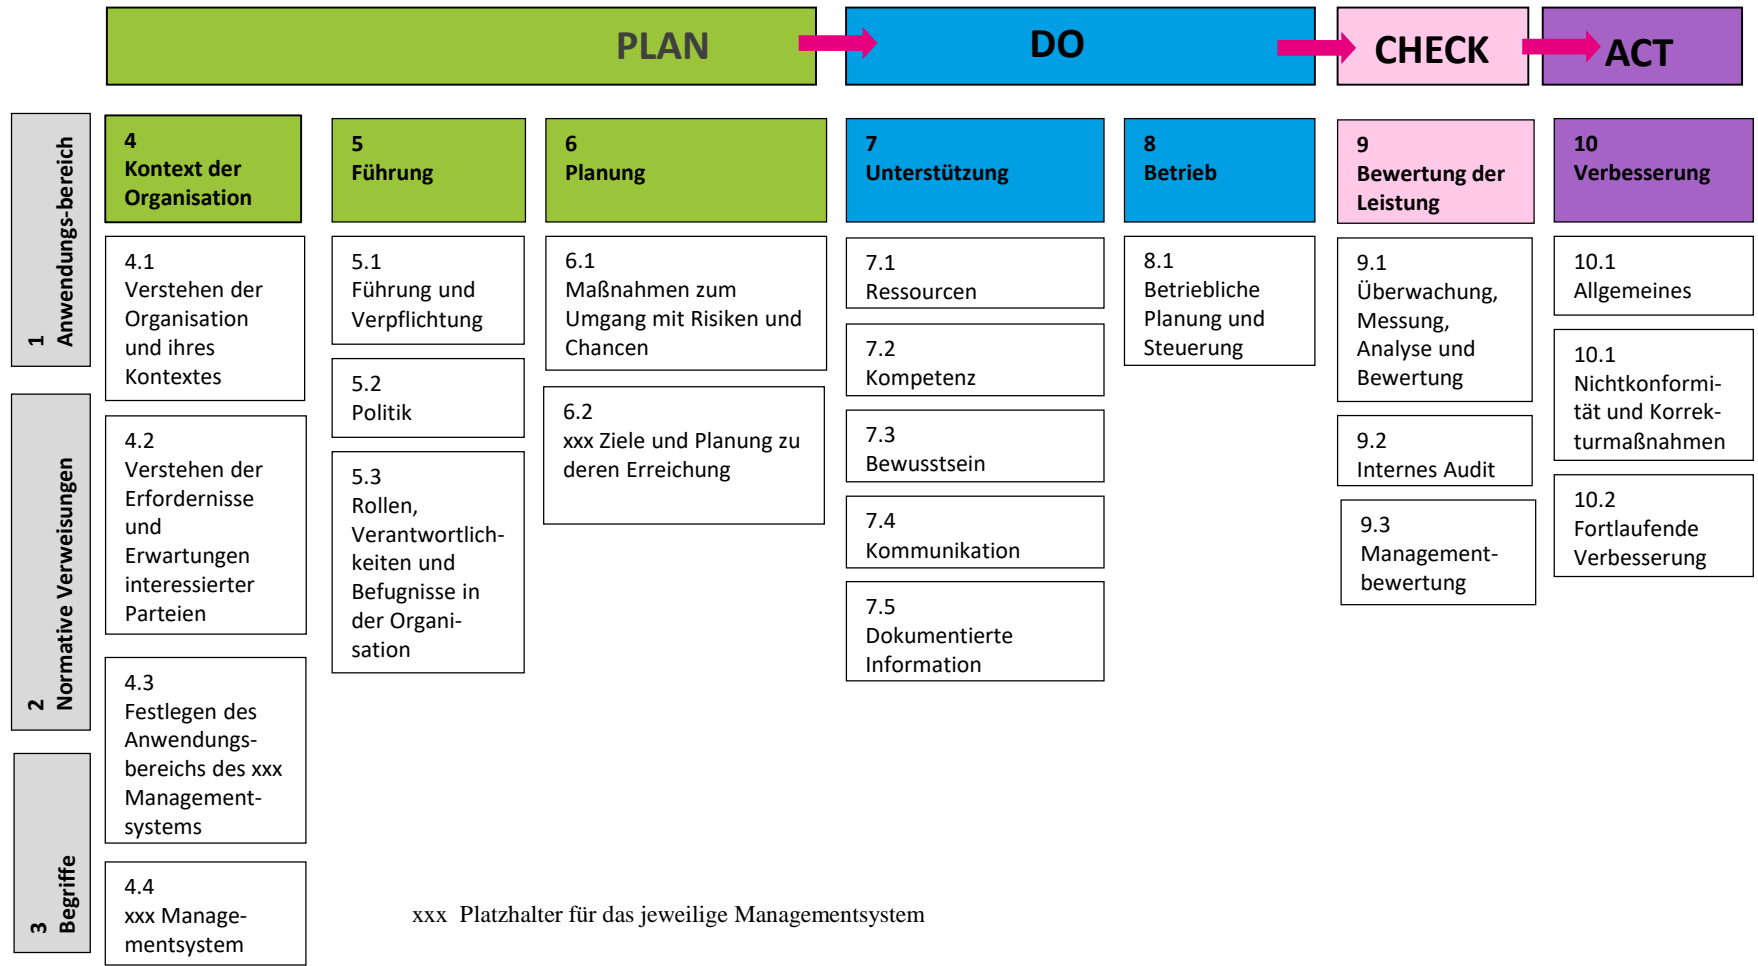 PLAN
DO
CHECK
ACT
1
Anwendungs-bereich
2
Normative Verweisungen
3
Begriffe
4
Kontext der
Organisation
4.1
Verstehen der
Organisation
und ihres
Kontextes
4.2
Verstehen der
Erfordernisse
und
Erwartungen
interessierter
Parteien
4.3
Festlegen des
Anwendungs-
bereichs des xxx
Management-
systems
4.4
xxx Manage-
mentsystem
5
Führung
5.1
Führung und
Verpflichtung
5.2
Politik
5.3
Rollen,
Verantwortlich-
keiten und
Befugnisse in
der Organi-
sation
6
Planung
6.1
Maßnahmen zum
Umgang mit Risiken und
Chancen
6.2
xxx Ziele und Planung zu
deren Erreichung
7
Unterstützung
7.1
Ressourcen
7.2
Kompetenz
7.3
Bewusstsein
7.4
Kommunikation
7.5
Dokumentierte
Information
8
Betrieb
8.1
Betriebliche
Planung und
Steuerung
9
Bewertung der
Leistung
9.1
Überwachung,
Messung,
Analyse und
Bewertung
9.2
Internes Audit
9.3
Management-
bewertung
10
Verbesserung
10.1
Allgemeines
10.1
Nichtkonformi-
tät und Korrek-
turmaßnahmen
10.2
Fortlaufende
Verbesserung
xxx Platzhalter für das jeweilige Managementsystem